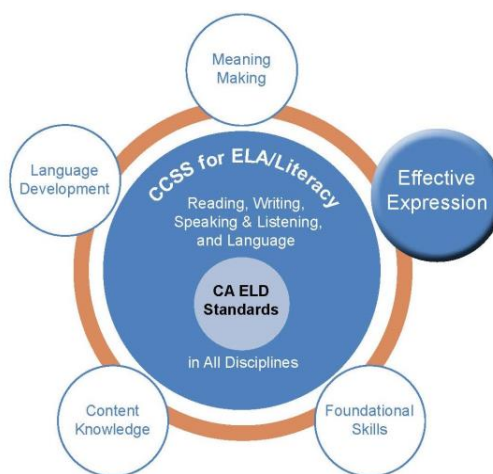 Meaning
Making
Language
Development
Effective
Expression
CCSS for ELA/Literacy
Reading, Writing,
Speaking & Listening,
and Language
CA ELD
Standards
in All Disciplines
Content
Knowledge
Foundational
Skills